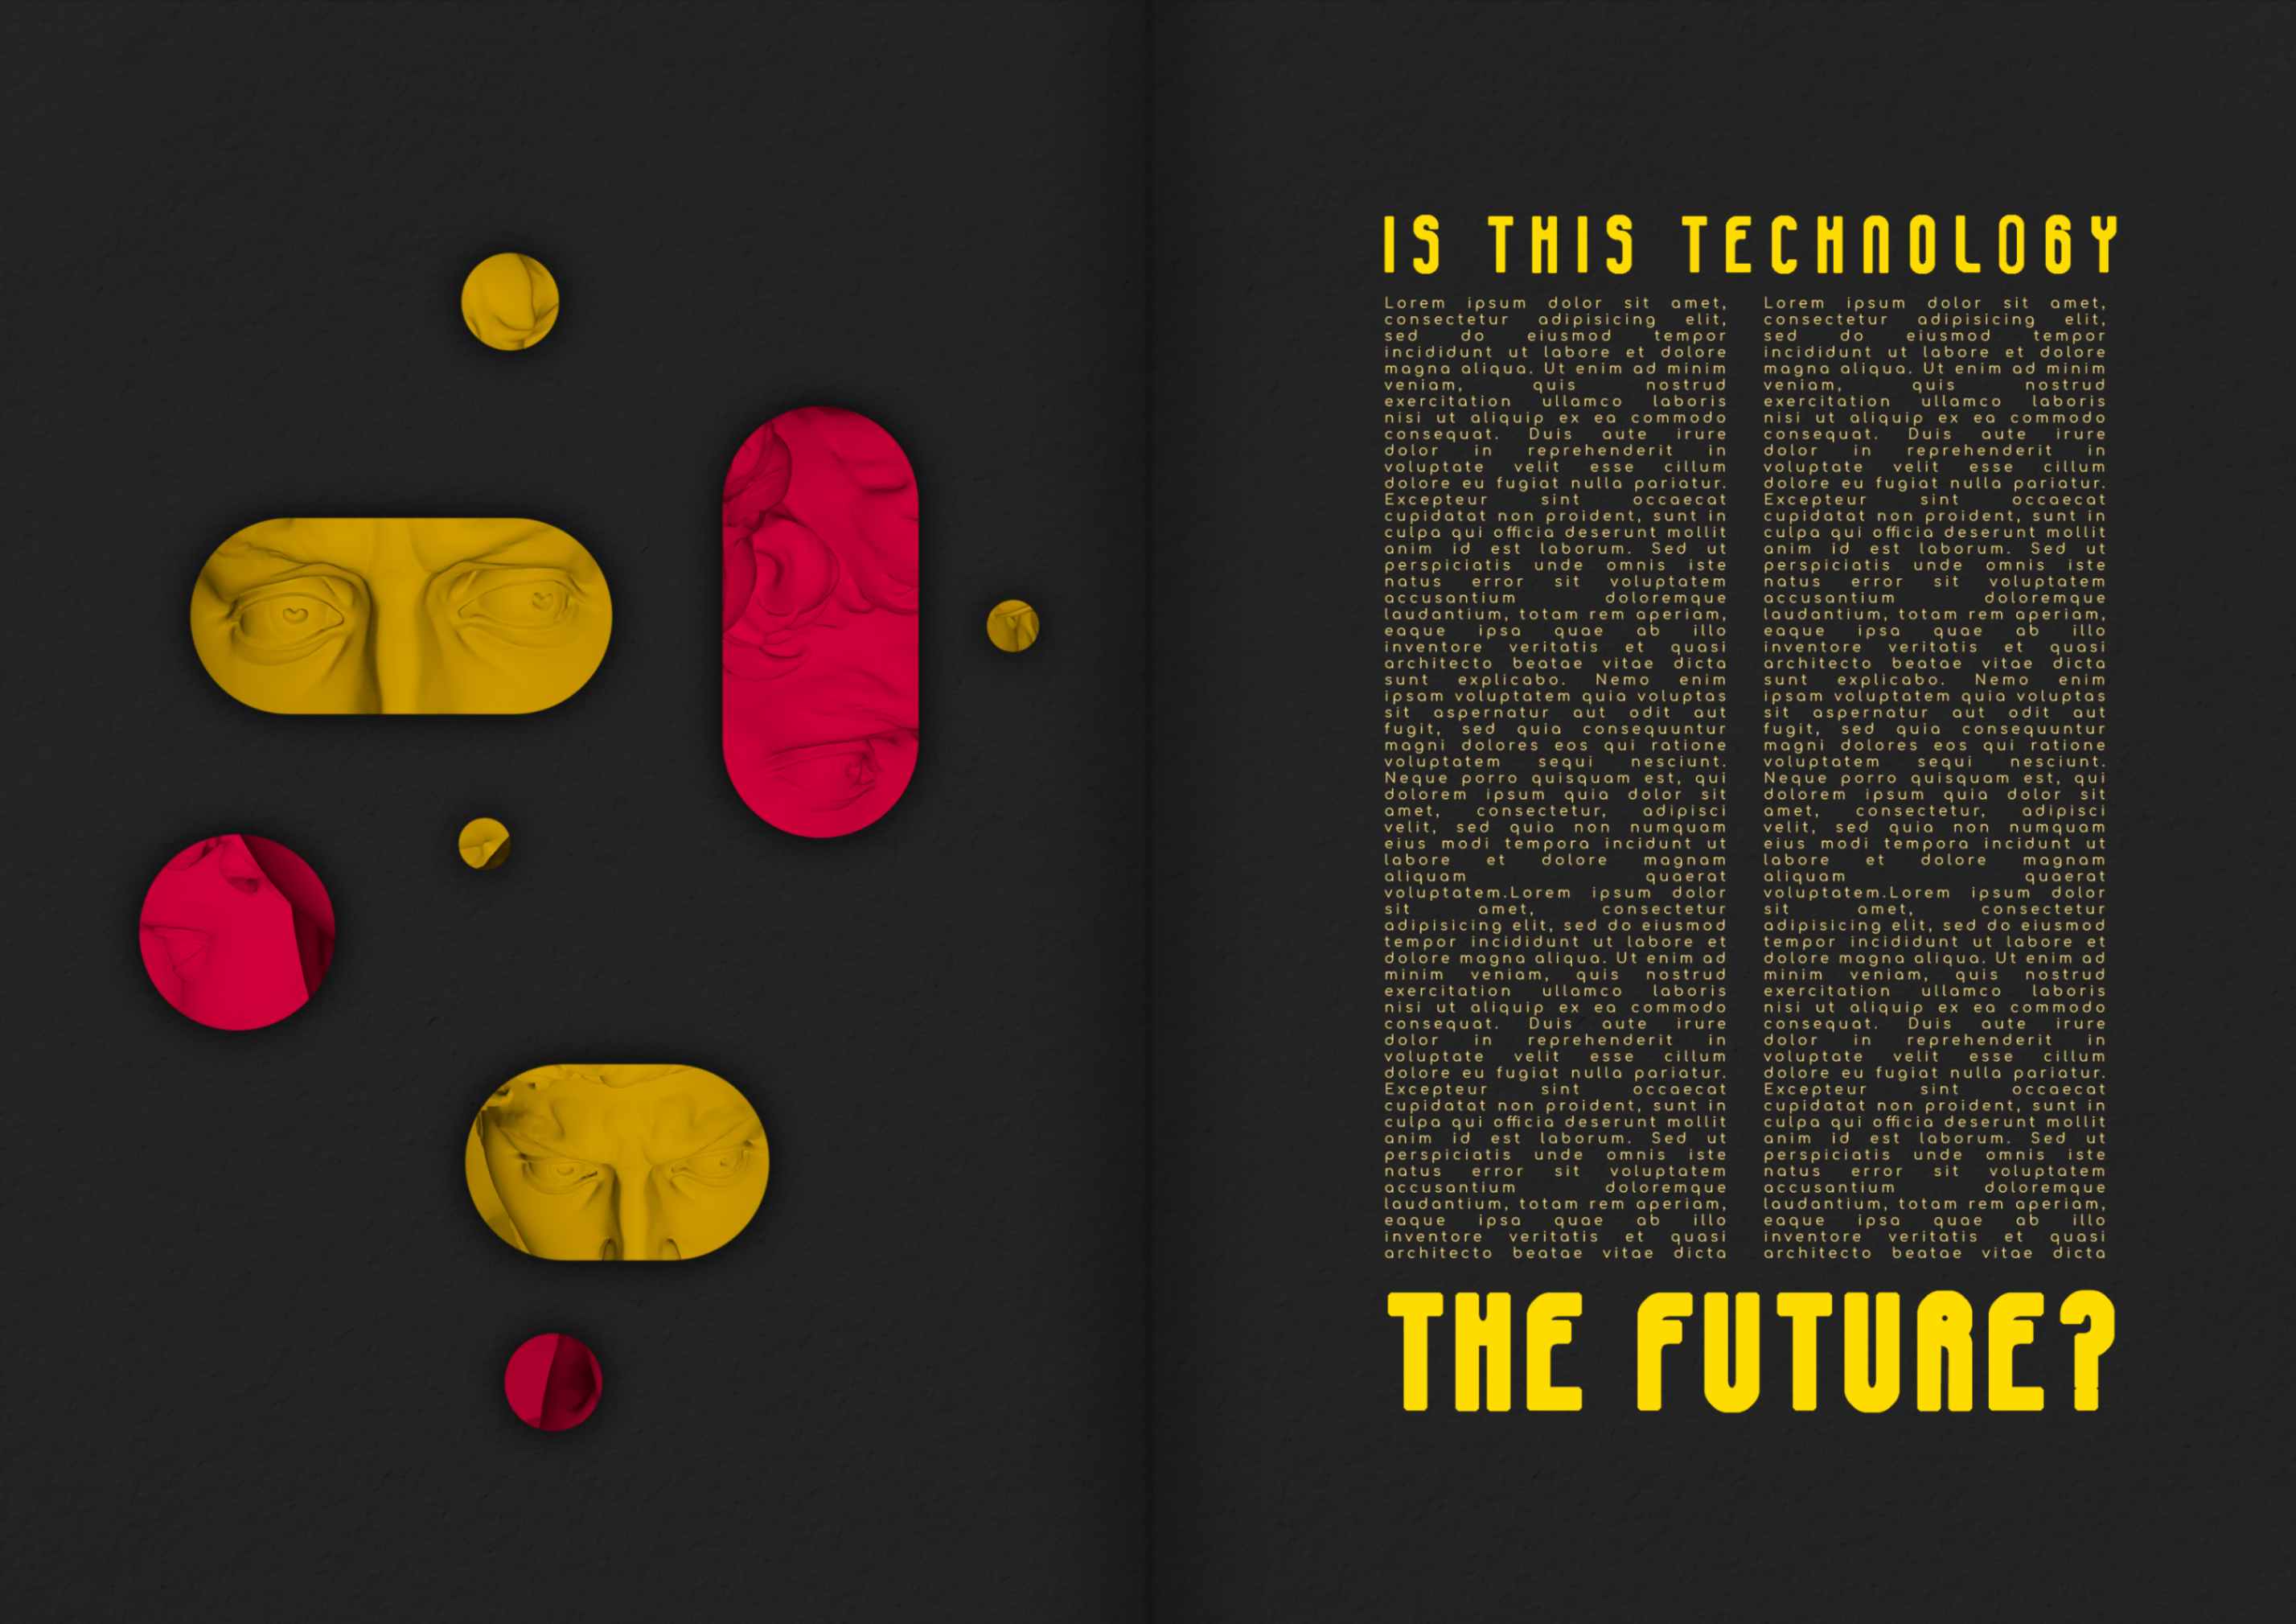 IS THIS TECHNOLOGY
Lorem ipsum dolor sit amet,
consectetur adipisicing elit,
sed do eiusmod tempor
incididunt ut labore et dolore
magna aliqua. Ut enim ad minim
veniam, quis nostrud
exercitation ullamco laboris
nisi ut aliquip ex ea commodo
consequat. Duis aute irure
dolor in reprehenderit in
voluptate velit esse cillum
dolore eu fugiat nulla pariatur.
Excepteur sint occaecat
cupidatat non proident, sunt in
culpa qui officia deserunt mollit
anim id est laborum. Sed ut
perspiciatis unde omnis iste
natus error sit voluptatem
accusantium doloremque
laudantium, totam rem aperiam,
eaque ipsa quae ab illo
inventore veritatis et quasi
architecto beatae vitae dicta
sunt explicabo. Nemo enim
ipsam voluptatem quia voluptas
sit aspernatur aut odit aut
fugit, sed quia consequuntur
magni dolores eos qui ratione
voluptatem sequi nesciunt.
Neque porro quisquam est, qui
dolorem ipsum quia dolor sit
amet, consectetur, adipisci
velit, sed quia non numquam
eius modi tempora incidunt ut
labore et dolore magnam
aliquam quaerat
voluptatem.Lorem ipsum dolor
sit amet, consectetur
adipisicing elit, sed do eiusmod
tempor incididunt ut labore et
dolore magna aliqua. Ut enim ad
minim veniam, quis nostrud
exercitation ullamco laboris
nisi ut aliquip ex ea commodo
consequat. Duis aute irure
dolor in reprehenderit in
voluptate velit esse cillum
dolore eu fugiat nulla pariatur.
Excepteur sint occaecat
cupidatat non proident, sunt in
culpa qui officia deserunt mollit
anim id est laborum. Sed ut
perspiciatis unde omnis iste
natus error sit voluptatem
accusantium doloremque
laudantium, totam rem aperiam,
eaque ipsa quae ab illo
inventore veritatis et quasi
architecto beatae vitae dicta
Lorem ipsum dolor sit amet,
consectetur adipisicing elit,
sed do eiusmod tempor
incididunt ut labore et dolore
magna aliqua. Ut enim ad minim
veniam, quis nostrud
exercitation ullamco laboris
nisi ut aliquip ex ea commodo
consequat. Duis aute irure
dolor in reprehenderit in
voluptate velit esse cillum
dolore eu fugiat nulla pariatur.
Excepteur sint occaecat
cupidatat non proident, sunt in
culpa qui officia deserunt mollit
anim id est laborum. Sed ut
perspiciatis unde omnis iste
natus error sit voluptatem
accusantium doloremque
laudantium, totam rem aperiam,
eaque ipsa quae ab illo
inventore veritatis et quasi
architecto beatae vitae dicta
sunt explicabo. Nemo enim
ipsam voluptatem quia voluptas
sit aspernatur aut odit aut
fugit, sed quia consequuntur
magni dolores eos qui ratione
voluptatem sequi nesciunt.
Neque porro quisquam est, qui
dolorem ipsum quia dolor sit
amet, consectetur, adipisci
velit, sed quia non numquam
eius modi tempora incidunt ut
labore et dolore magnam
aliquam quaerat
voluptatem.Lorem ipsum dolor
sit amet, consectetur
adipisicing elit, sed do eiusmod
tempor incididunt ut labore et
dolore magna aliqua. Ut enim ad
minim veniam, quis nostrud
exercitation ullamco laboris
nisi ut aliquip ex ea commodo
consequat. Duis aute irure
dolor in reprehenderit in
voluptate velit esse cillum
dolore eu fugiat nulla pariatur.
Excepteur sint occaecat
cupidatat non proident, sunt in
culpa qui officia deserunt mollit
anim id est laborum. Sed ut
perspiciatis unde omnis iste
natus error sit voluptatem
accusantium doloremque
laudantium, totam rem aperiam,
eaque ipsa quae ab illo
inventore veritatis et quasi
architecto beatae vitae dicta
THE FUTURE?